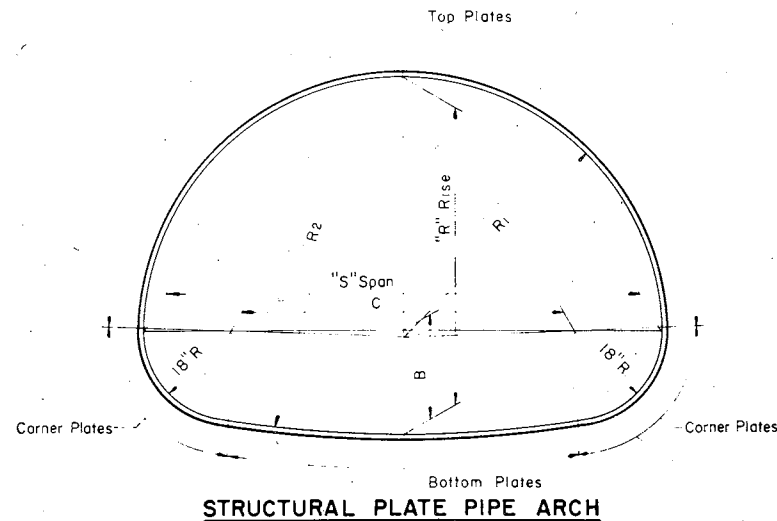 Top Plates
"R" Rise
R1
R2
"S" Span
C
18"R
18"R
B
Corner Plates
Corner Plates
Bottom Plates
STRUCTURAL PLATE PIPE ARCH